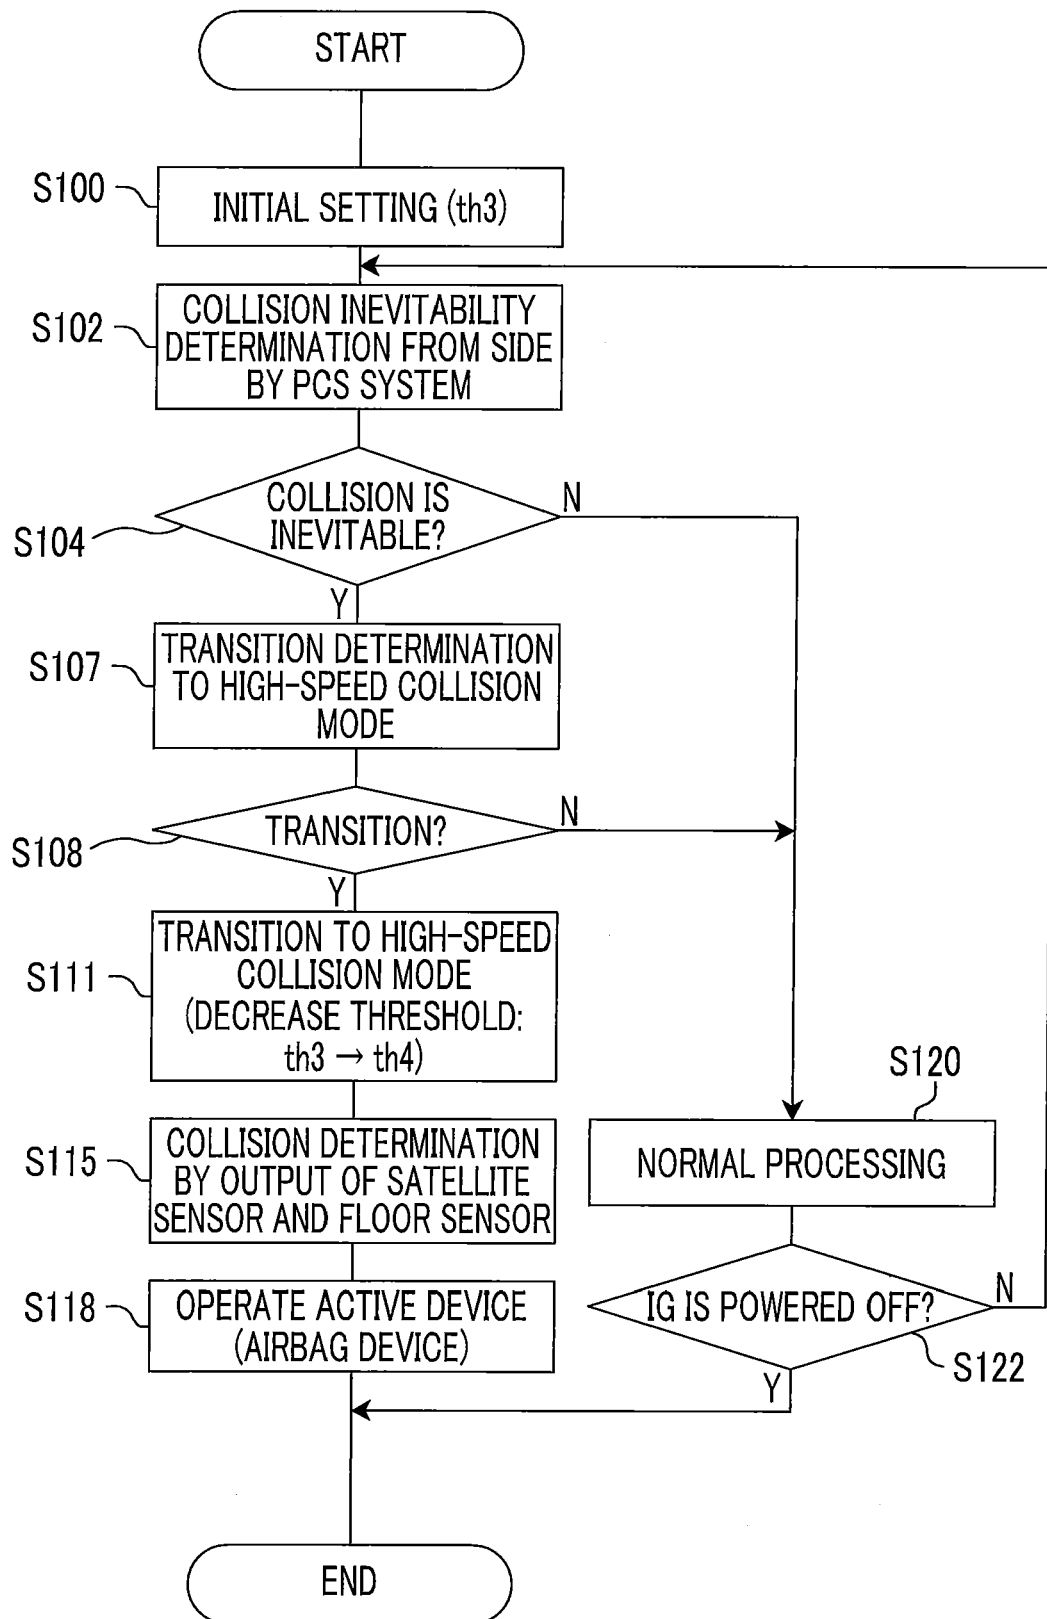 START
S100
INITIAL SETTING (th3)
S102
COLLISION INEVITABILITY
DETERMINATION FROM SIDE
BY PCS SYSTEM
S104
COLLISION IS
INEVITABLE?
N
Y
S107
TRANSITION DETERMINATION
TO HIGH-SPEED COLLISION
MODE
S108
TRANSITION?
N
Y
S111
TRANSITION TO HIGH-SPEED
COLLISION MODE
(DECREASE THRESHOLD:
th3 → th4)
S120
NORMAL PROCESSING
S115
COLLISION DETERMINATION
BY OUTPUT OF SATELLITE
SENSOR AND FLOOR SENSOR
S118
OPERATE ACTIVE DEVICE
(AIRBAG DEVICE)
IG IS POWERED OFF?
N
S122
Y
END